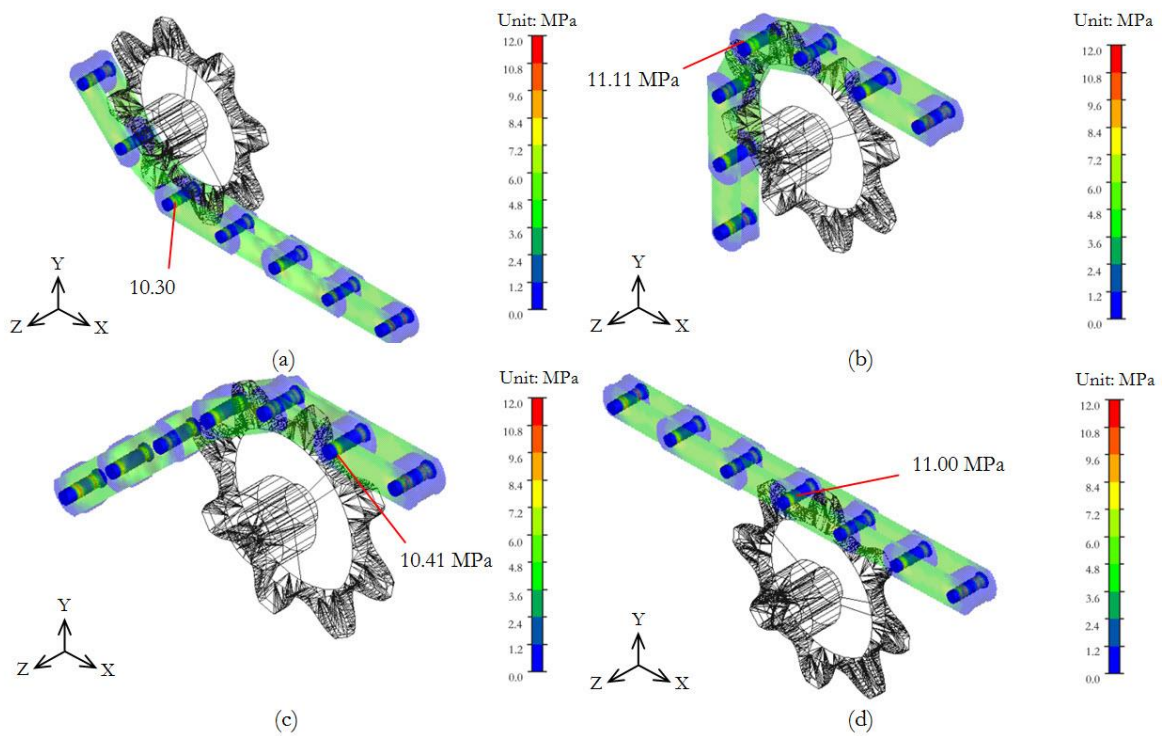 Unit: MPa
12.0
10.8
9.6
8.4
7.2
6.0
4.8
3.6
2.4
1.2
0.0
10.30
Y
Z
X
(a)
Unit: MPa
12.0
10.8
9.6
8.4
7.2
6.0
4.8
3.6
2.4
1.2
0.0
11.11 MPa
Y
Z
X
(b)
Unit: MPa
12.0
10.8
9.6
8.4
7.2
6.0
4.8
3.6
2.4
1.2
0.0
10.41 MPa
Y
Z
X
(c)
Unit: MPa
12.0
10.8
9.6
8.4
7.2
6.0
4.8
3.6
2.4
1.2
0.0
11.00 MPa
Y
Z
X
(d)